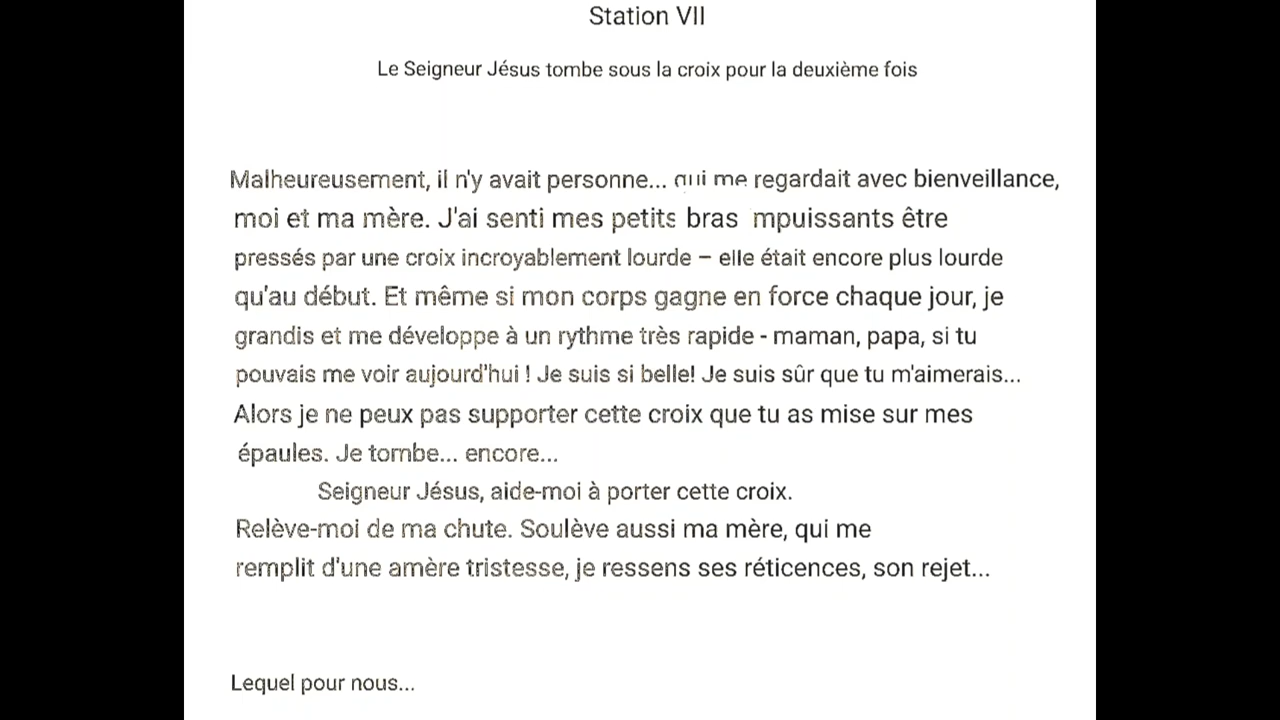 Station VII
Le Seigneur Jésus tombe sous la croix pour la deuxième fois
Malheureusement, il n'y avait personne... qui me regardait avec bienveillance,
moi et ma mère. J'ai senti mes petits bras mpuissants être
pressés par une croix incroyablement lourde – elle était encore plus lourde
qu'au début. Et même si mon corps gagne en force chaque jour, je
grandis et me développe à un rythme très rapide - maman, papa, si tu
pouvais me voir aujourd'hui ! Je suis si belle! Je suis sûr que tu m'aimerais...
Alors je ne peux pas supporter cette croix que tu as mise sur mes
épaules. Je tombe... encore...
Seigneur Jésus, aide-moi à porter cette croix.
Relève-moi de ma chute. Soulève aussi ma mère, qui me
remplit d'une amère tristesse, je ressens ses réticences, son rejet...
Lequel pour nous...